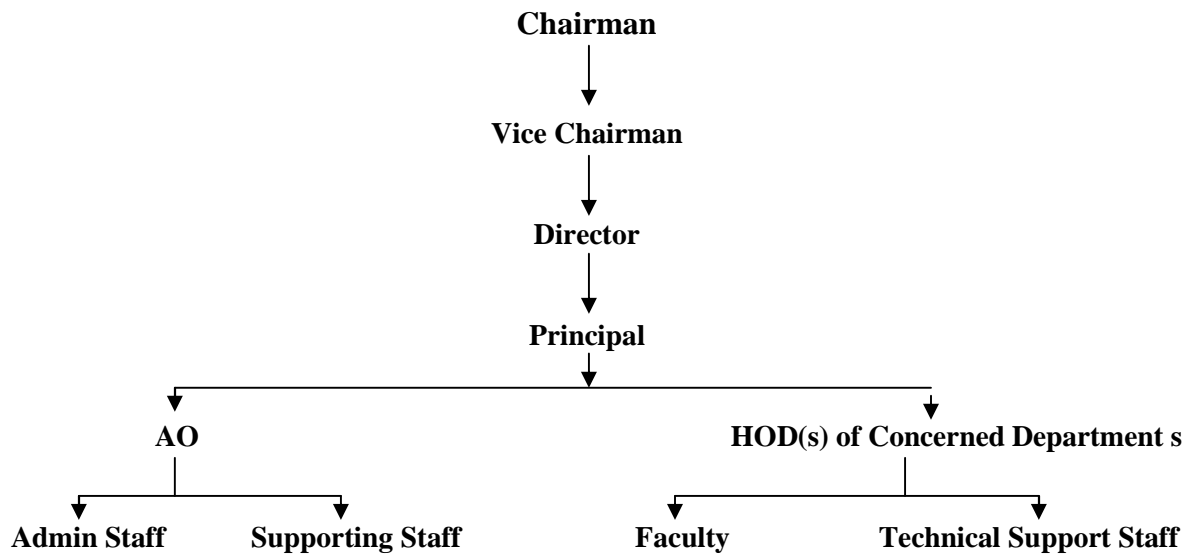 Chairman
Vice Chairman
Director
Principal
AO
HOD(s) of Concerned Department s
Admin Staff
Supporting Staff
Faculty
Technical Support Staff